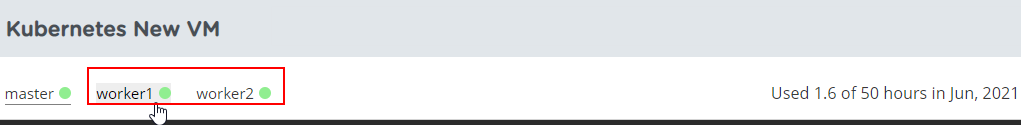 Kubernetes New VM
master worker1 worker2 Used 1.6 of 50 hours in Jun, 2021